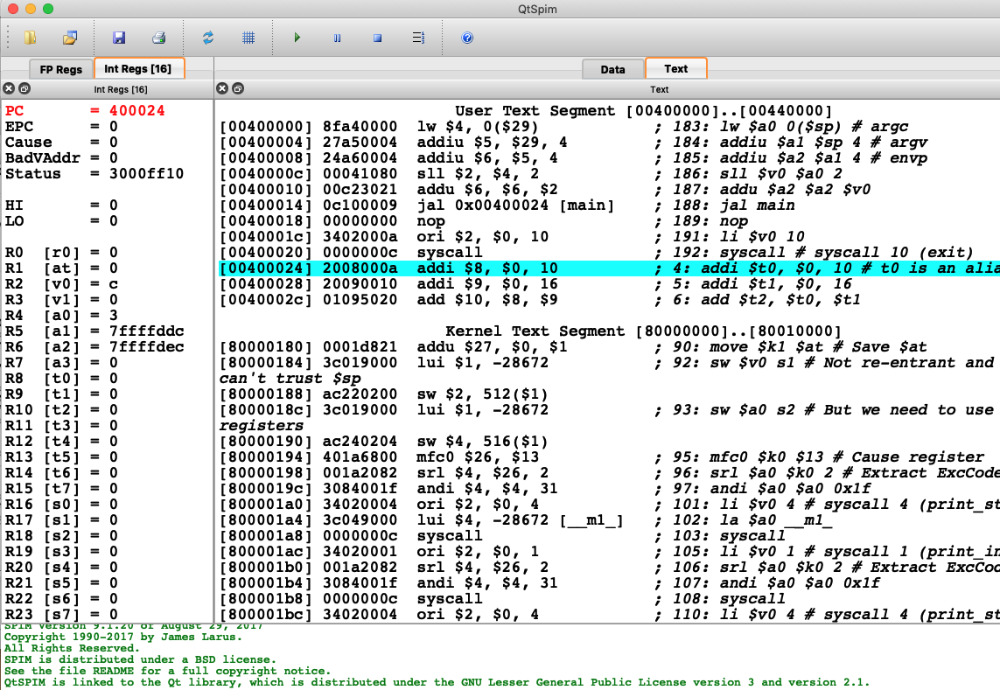 QtSpim
FP Regs
Int Regs [16]
Data
Text
Int Regs [16]
Text
PC = 400024
EPC = 0
Cause = 0
BadVAddr = 0
Status = 3000ff10
HI = 0
LO = 0
R0 [r0] = 0
R1 [at] = 0
R2 [v0] = c
R3 [v1] = 0
R4 [a0] = 3
R5 [a1] = 7ffffddc
R6 [a2] = 7ffffdec
R7 [a3] = 0
R8 [t0] = 0
R9 [t1] = 0
R10 [t2] = 0
R11 [t3] = 0
R12 [t4] = 0
R13 [t5] = 0
R14 [t6] = 0
R15 [t7] = 0
R16 [s0] = 0
R17 [s1] = 0
R18 [s2] = 0
R19 [s3] = 0
R20 [s4] = 0
R21 [s5] = 0
R22 [s6] = 0
R23 [s7] = 0
User Text Segment [00400000]..[00440000]
[00400000] 8fa40000 lw $4, 0($29) ; 183: lw $a0 0($sp) # argc
[00400004] 27a50004 addiu $5, $29, 4 ; 184: addiu $a1 $sp 4 # argv
[00400008] 24a60004 addiu $6, $5, 4 ; 185: addiu $a2 $a1 4 # envp
[0040000c] 00041080 sll $2, $4, 2 ; 186: sll $v0 $a0 2
[00400010] 00c23021 addu $6, $6, $2 ; 187: addu $a2 $a2 $v0
[00400014] 0c100009 jal 0x00400024 [main] ; 188: jal main
[00400018] 00000000 nop ; 189: nop
[0040001c] 3402000a ori $2, $0, 10 ; 191: li $v0 10
[00400020] 0000000c syscall ; 192: syscall # syscall 10 (exit)
[00400024] 2008000a addi $8, $0, 10 ; 4: addi $t0, $0, 10 # t0 is an alia
[00400028] 20090010 addi $9, $0, 16 ; 5: addi $t1, $0, 16
[0040002c] 01095020 add $10, $8, $9 ; 6: add $t2, $t0, $t1
Kernel Text Segment [80000000]..[80010000]
[80000180] 0001d821 addu $27, $0, $1 ; 90: move $k1 $at # Save $at
[80000184] 3c019000 lui $1, -28672 ; 92: sw $v0 s1 # Not re-entrant and
can't trust $sp
[80000188] ac220200 sw $2, 512($1)
[8000018c] 3c019000 lui $1, -28672 ; 93: sw $a0 s2 # But we need to use
registers
[80000190] ac240204 sw $4, 516($1)
[80000194] 401a6800 mfc0 $26, $13 ; 95: mfc0 $k0 $13 # Cause register
[80000198] 001a2082 srl $4, $26, 2 ; 96: srl $a0 $k0 2 # Extract ExcCode
[8000019c] 3084001f andi $4, $4, 31 ; 97: andi $a0 $a0 0x1f
[800001a0] 34020004 ori $2, $0, 4 ; 101: li $v0 4 # syscall 4 (print_st
[800001a4] 3c049000 lui $4, -28672 [__m1_] ; 102: la $a0 __m1_
[800001a8] 0000000c syscall ; 103: syscall
[800001ac] 34020001 ori $2, $0, 1 ; 105: li $v0 1 # syscall 1 (print_in
[800001b0] 001a2082 srl $4, $26, 2 ; 106: srl $a0 $k0 2 # Extract ExcCod
[800001b4] 3084001f andi $4, $4, 31 ; 107: andi $a0 $a0 0x1f
[800001b8] 0000000c syscall ; 108: syscall
[800001bc] 34020004 ori $2, $0, 4 ; 110: li $v0 4 # syscall 4 (print_st
SPIM Version 9.1.20 of August 29, 2017
Copyright 1990-2017 by James Larus.
All Rights Reserved.
SPIM is distributed under a BSD license.
See the file README for a full copyright notice.
QtSPIM is linked to the Qt library, which is distributed under the GNU Lesser General Public License version 3 and version 2.1.